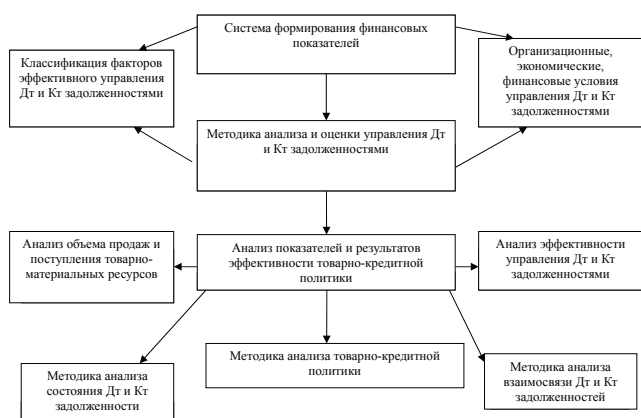 Система формирования финансовых
показателей
Классификация факторов
эффективного управления
Дт и Кт задолженностями
Организационные,
экономические,
финансовые условия
управления Дт и Кт
задолженностями
Методика анализа и оценки управления Дт
и Кт задолженностями
Анализ объема продаж и
поступления товарно-
материальных ресурсов
Анализ показателей и результатов
эффективности товарно-кредитной
политики
Анализ эффективности
управления Дт и Кт
задолженностями
Методика анализа
состояния Дт и Кт
задолженности
Методика анализа товарно-кредитной
политики
Методика анализа
взаимосвязи Дт и Кт
задолженностей